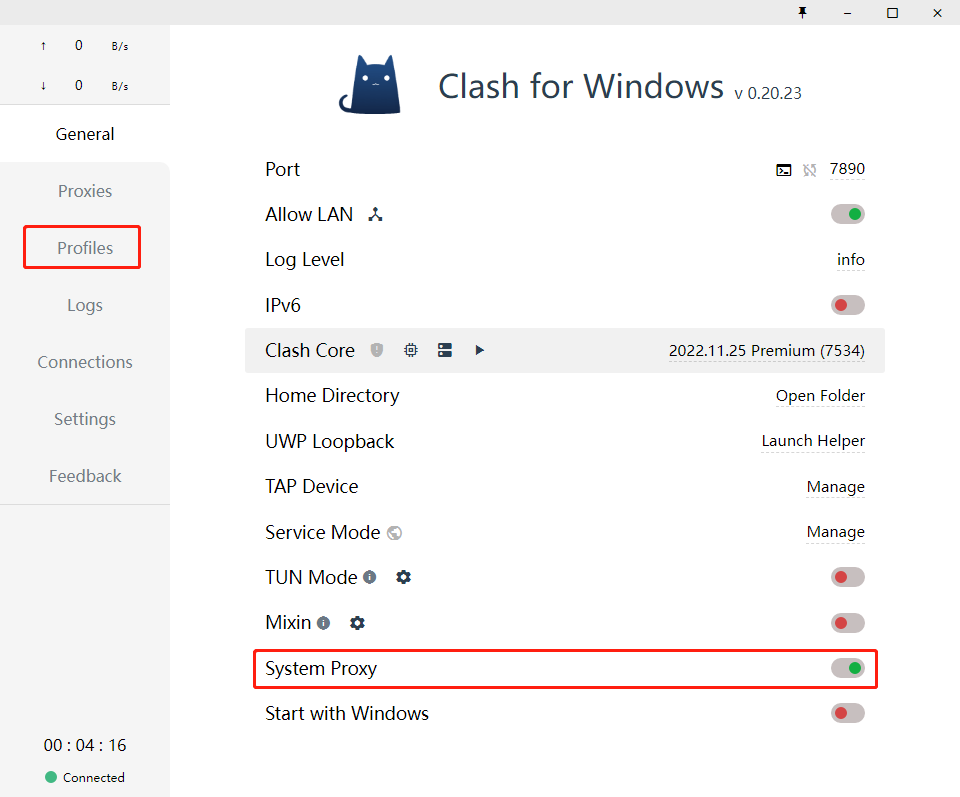 ↑ 0 B/s
↓ 0 B/s
General
Proxies
Profiles
Logs
Connections
Settings
Feedback
00 : 04 : 16
Connected
Clash for Windows v 0.20.23
Port 7890
Allow LAN
Log Level info
IPv6
Clash Core 2022.11.25 Premium (7534)
Home Directory Open Folder
UWP Loopback Launch Helper
TAP Device Manage
Service Mode Manage
TUN Mode
Mixin
System Proxy
Start with Windows